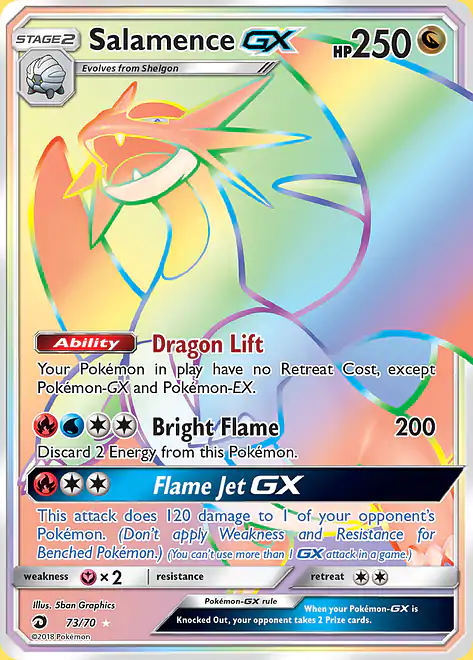 STAGE 2 Salamence GX HP250
Evolves from Shelgon
Ability Dragon Lift
Your Pokémon in play have no Retreat Cost, except
Pokémon-GX and Pokémon-EX.
Bright Flame 200
Discard 2 Energy from this Pokémon.
Flame Jet GX
This attack does 120 damage to 1 of your opponent's
Pokémon. (Don't apply Weakness and Resistance for
Benched Pokémon.) (You can't use more than 1 GX attack in a game.)
weakness ×2 resistance retreat
Illus. 5ban Graphics
73/70
©2018 Pokémon
Pokémon-GX rule
When your Pokémon-GX is
Knocked Out, your opponent takes 2 Prize cards.